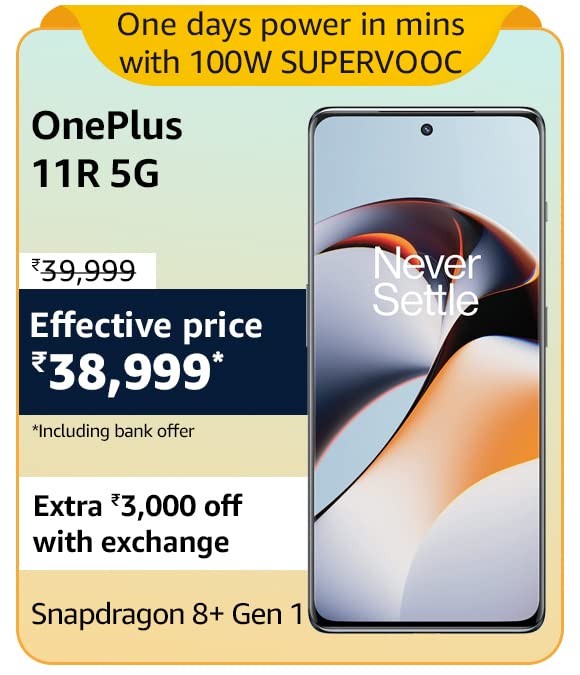 One days power in mins
with 100W SUPERVOOC
OnePlus
11R 5G
₹39,999
Effective price
₹38,999*
*Including bank offer
Extra ₹3,000 off
with exchange
Snapdragon 8+ Gen 1
Never
Settle